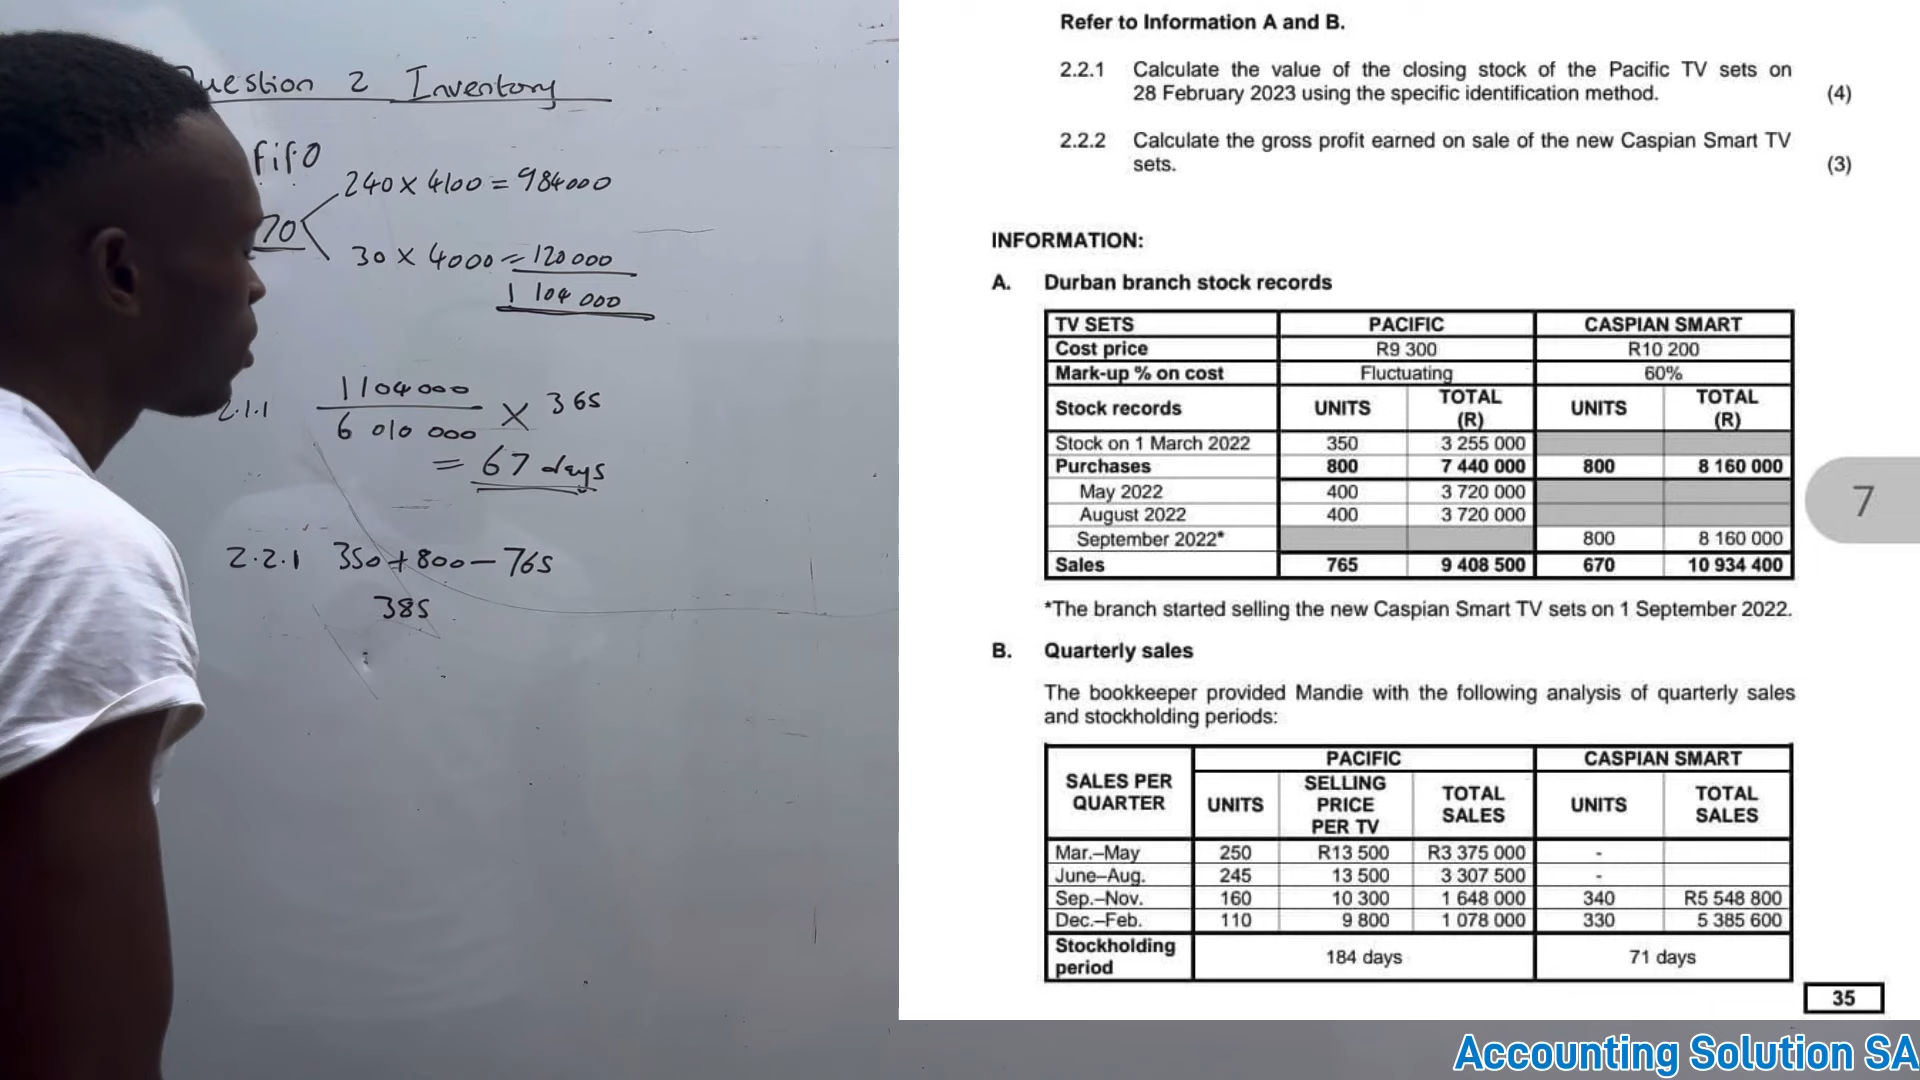 Question 2 Inventory
fifo
240 × 4100 = 984000
70
30 × 4000 = 120 000
1 104 000
2.1.1 1104 000
6 010 000 × 365
= 67 days
2.2.1 350 + 800 - 765
385
Refer to Information A and B.
2.2.1 Calculate the value of the closing stock of the Pacific TV sets on
28 February 2023 using the specific identification method. (4)
2.2.2 Calculate the gross profit earned on sale of the new Caspian Smart TV
sets. (3)
INFORMATION:
A. Durban branch stock records
TV SETS PACIFIC CASPIAN SMART
Cost price R9 300 R10 200
Mark-up % on cost Fluctuating 60%
Stock records UNITS TOTAL (R) UNITS TOTAL (R)
Stock on 1 March 2022 350 3 255 000
Purchases 800 7 440 000 800 8 160 000
May 2022 400 3 720 000
August 2022 400 3 720 000
September 2022* 800 8 160 000
Sales 765 9 408 500 670 10 934 400
*The branch started selling the new Caspian Smart TV sets on 1 September 2022.
7
B. Quarterly sales
The bookkeeper provided Mandie with the following analysis of quarterly sales
and stockholding periods:
SALES PER QUARTER PACIFIC CASPIAN SMART
UNITS SELLING PRICE PER TV TOTAL SALES UNITS TOTAL SALES
Mar.–May 250 R13 500 R3 375 000 -
June–Aug. 245 13 500 3 307 500 -
Sep.–Nov. 160 10 300 1 648 000 340 R5 548 800
Dec.–Feb. 110 9 800 1 078 000 330 5 385 600
Stockholding period 184 days 71 days
35
Accounting Solution SA